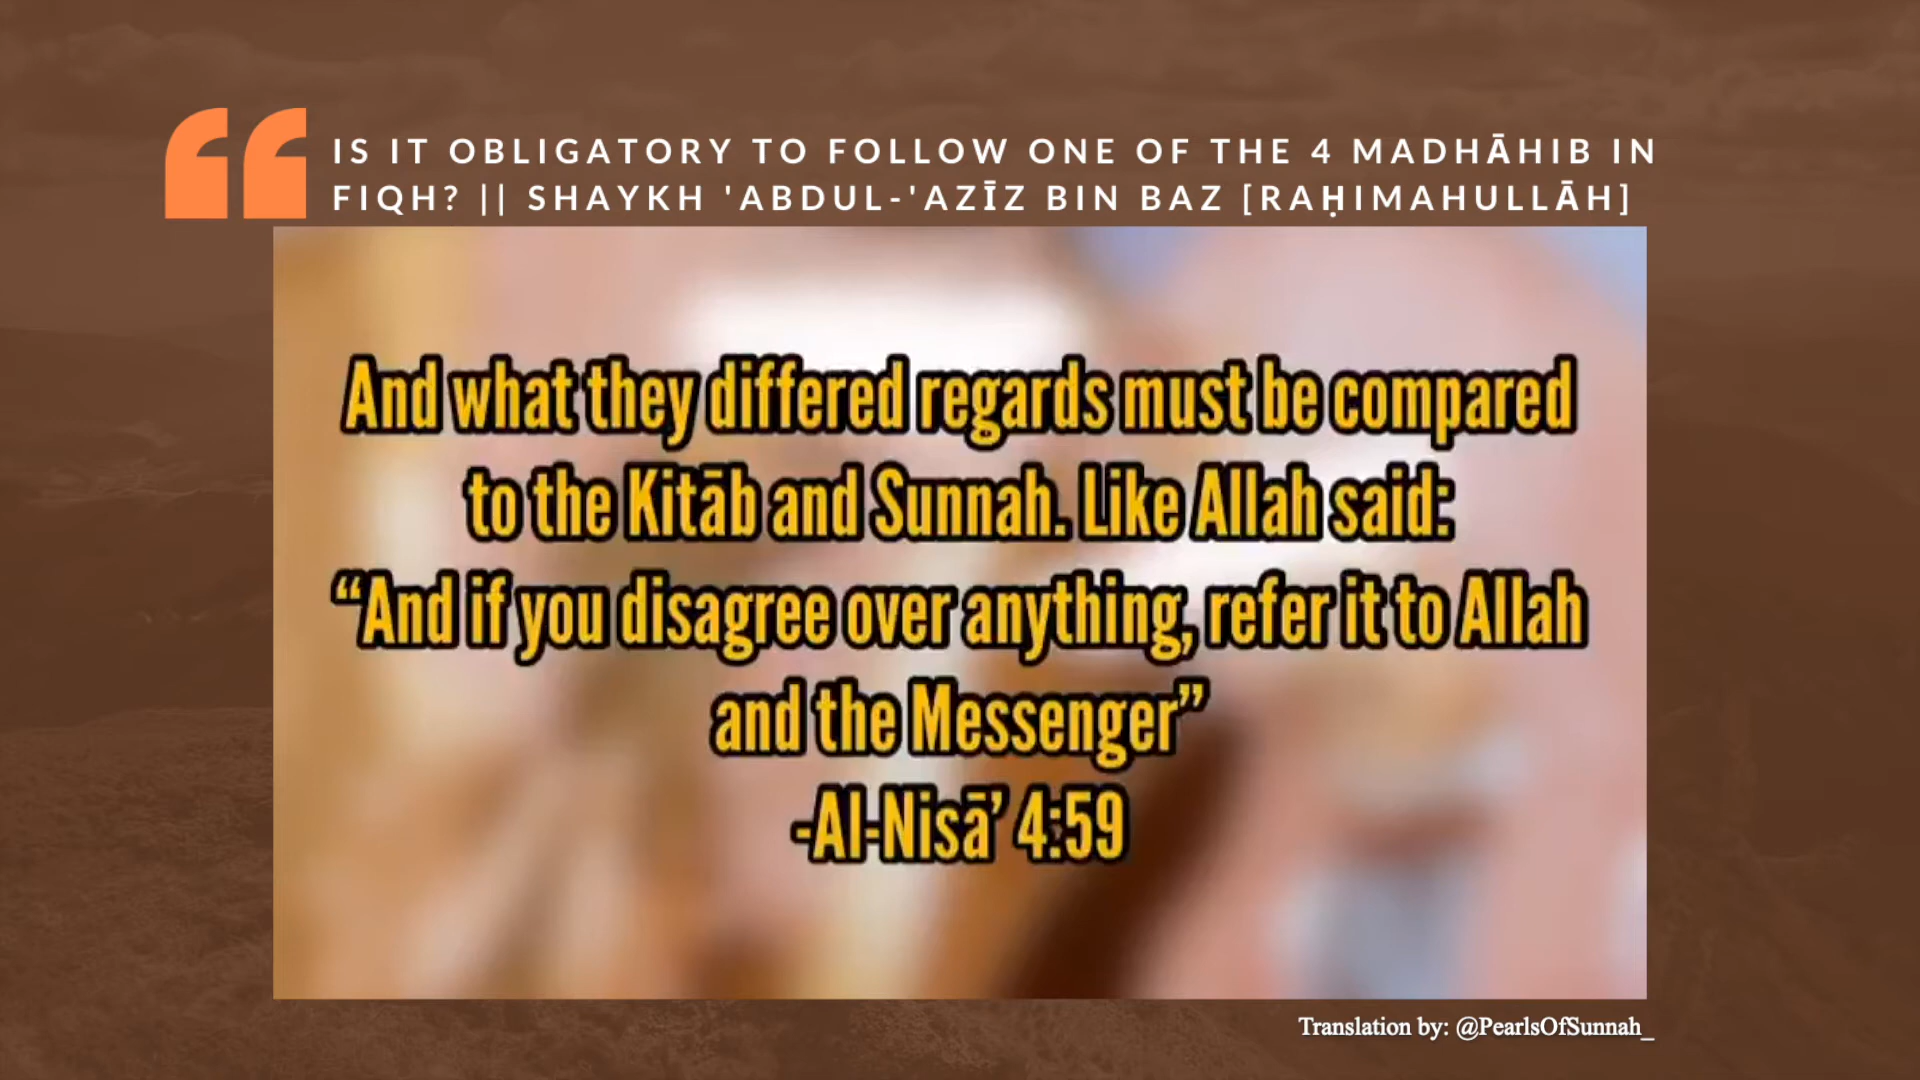 IS IT OBLIGATORY TO FOLLOW ONE OF THE 4 MADHĀHIB IN
FIQH? || SHAYKH 'ABDUL-'AZĪZ BIN BAZ [RAḤIMAHULLĀH]
And what they differed regards must be compared
to the Kitāb and Sunnah. Like Allah said:
“And if you disagree over anything, refer it to Allah
and the Messenger”
-Al-Nisā’ 4:59
Translation by: @PearlsOfSunnah_